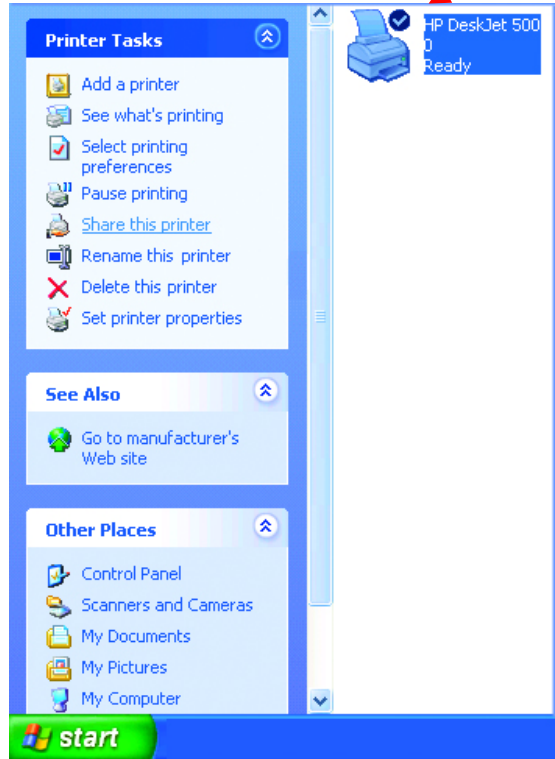 Printer Tasks
Add a printer
See what's printing
Select printing
preferences
Pause printing
Share this printer
Rename this printer
Delete this printer
Set printer properties
See Also
Go to manufacturer's
Web site
Other Places
Control Panel
Scanners and Cameras
My Documents
My Pictures
My Computer
HP DeskJet 500
0
Ready
start